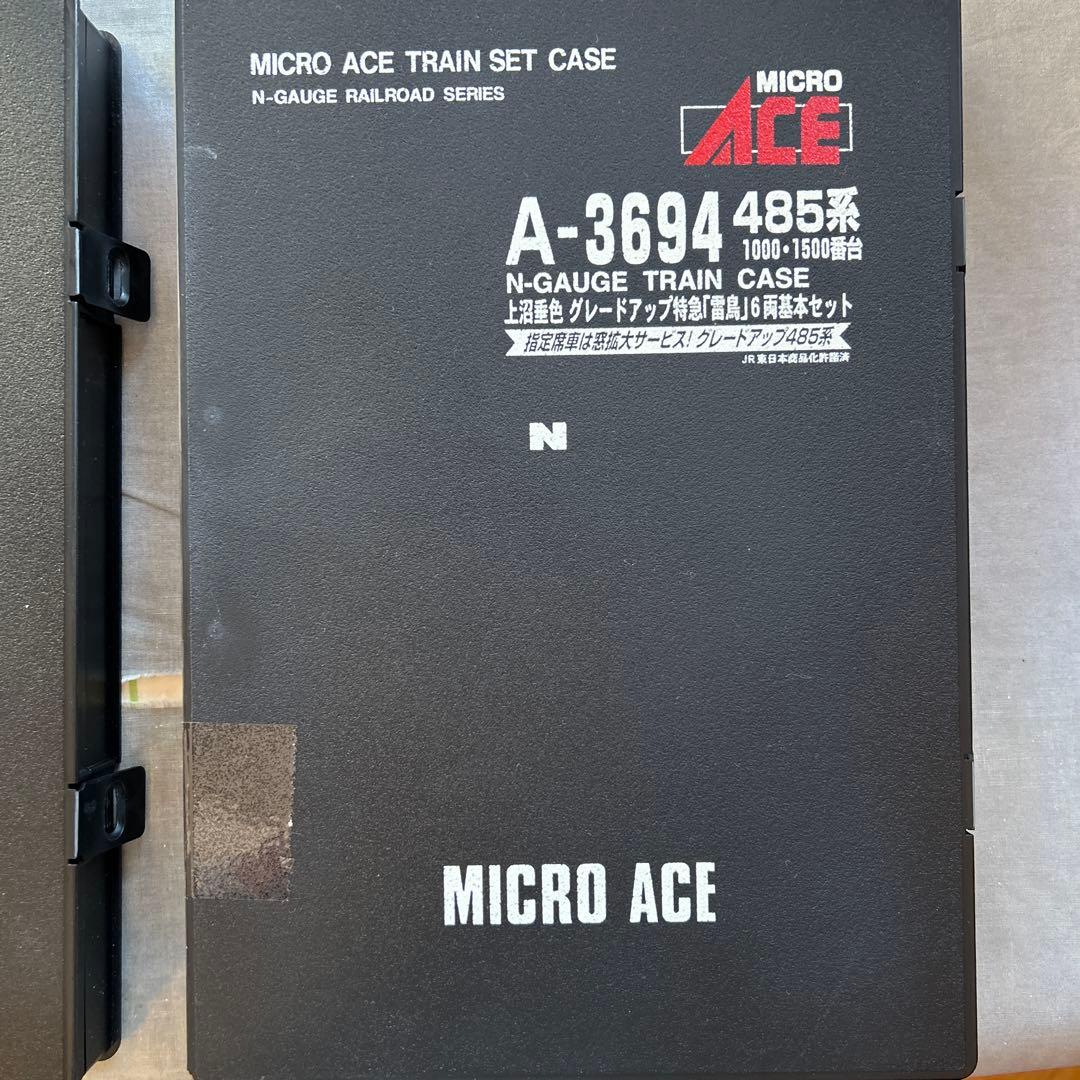 MICRO ACE TRAIN SET CASE
N-GAUGE RAILROAD SERIES
MICRO
ACE
A-3694 485系
1000・1500番台
N-GAUGE TRAIN CASE
上沼垂色 グレードアップ特急「雷鳥」6両基本セット
指定席車は窓拡大サービス!グレードアップ485系
JR東日本商品化許諾済
N
MICRO ACE